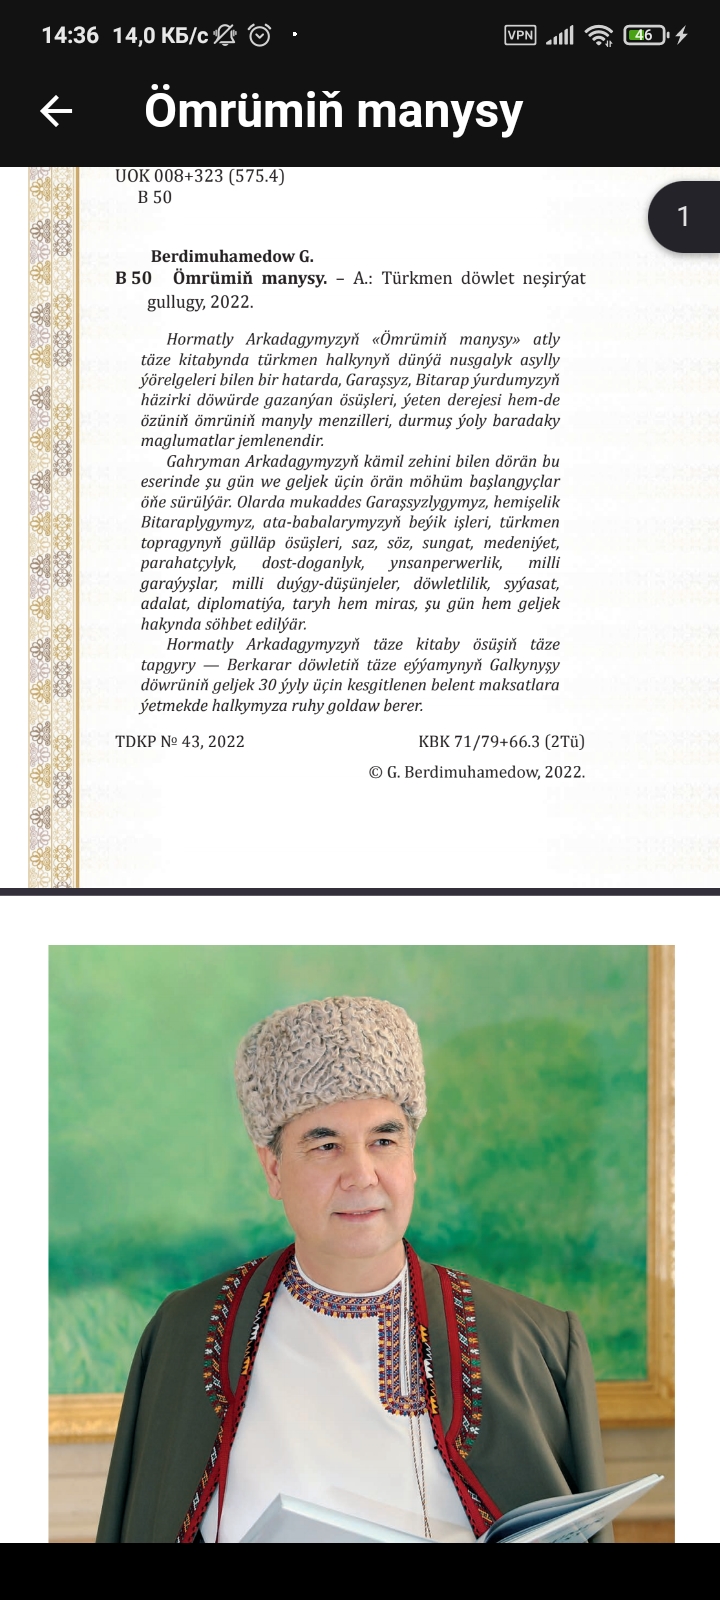 14:36 14,0 КБ/с
VPN
46
Ömrümiň manysy
UOK 008+323 (575.4)
B 50
1
Berdimuhamedow G.
B 50 Ömrümiň manysy. – A.: Türkmen döwlet neşirýat
gullugy, 2022.
Hormatly Arkadagymyzyň «Ömrümiň manysy» atly
täze kitabynda türkmen halkynyň dünýä nusgalyk asylly
ýörelgeleri bilen bir hatarda, Garaşsyz, Bitarap ýurdumyzyň
häzirki döwürde gazanýan ösüşleri, ýeten derejesi hem-de
özüniň ömrüniň manyly menzilleri, durmuş ýoly baradaky
maglumatlar jemlenendir.
Gahryman Arkadagymyzyň kämil zehini bilen dörän bu
eserinde şu gün we geljek üçin örän möhüm başlangyçlar
öňe sürülýär. Olarda mukaddes Garaşsyzlygymyz, hemişelik
Bitaraplygymyz, ata-babalarymyzyň beýik işleri, türkmen
topragynyň gülläp ösüşleri, saz, söz, sungat, medeniýet,
parahatçylyk, dost-doganlyk, ynsanperwerlik, milli
garaýyşlar, milli duýgy-düşünjeler, döwletlilik, syýasat,
adalat, diplomatiýa, taryh hem miras, şu gün hem geljek
hakynda söhbet edilýär.
Hormatly Arkadagymyzyň täze kitaby ösüşiň täze
tapgyry — Berkarar döwletiň täze eýýamynyň Galkynyşy
döwrüniň geljek 30 ýyly üçin kesgitlenen belent maksatlara
ýetmekde halkymyza ruhy goldaw berer.
TDKP № 43, 2022 KBK 71/79+66.3 (2Tü)
© G. Berdimuhamedow, 2022.